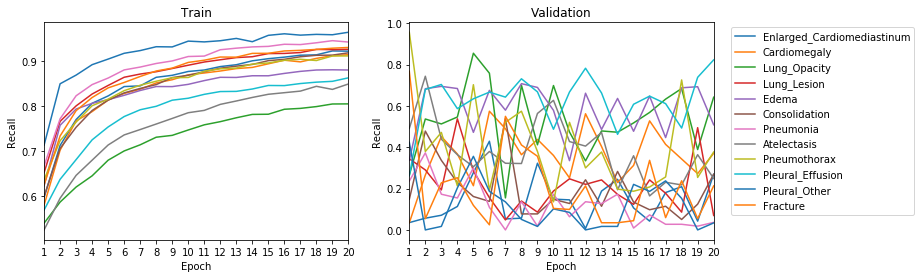 Train
Recall
0.9
0.8
0.7
0.6
1 2 3 4 5 6 7 8 9 10 11 12 13 14 15 16 17 18 19 20
Epoch
Validation
Recall
1.0
0.8
0.6
0.4
0.2
0.0
1 2 3 4 5 6 7 8 9 10 11 12 13 14 15 16 17 18 19 20
Epoch
Enlarged_Cardiomediastinum
Cardiomegaly
Lung_Opacity
Lung_Lesion
Edema
Consolidation
Pneumonia
Atelectasis
Pneumothorax
Pleural_Effusion
Pleural_Other
Fracture